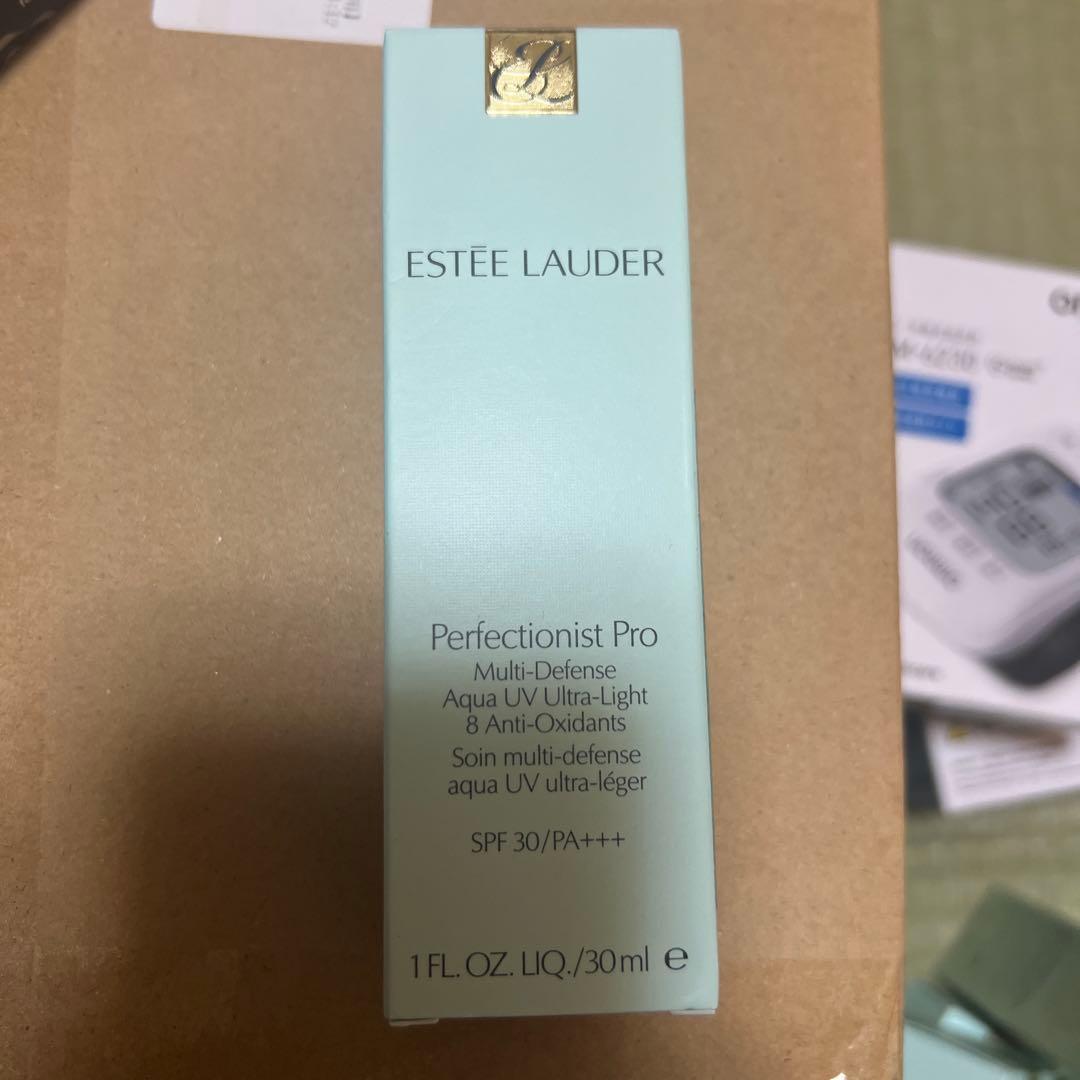 ESTĒE LAUDER
Perfectionist Pro
Multi-Defense
Aqua UV Ultra-Light
8 Anti-Oxidants
Soin multi-defense
aqua UV ultra-léger
SPF 30/PA+++
1 FL. OZ. LIQ./30ml e